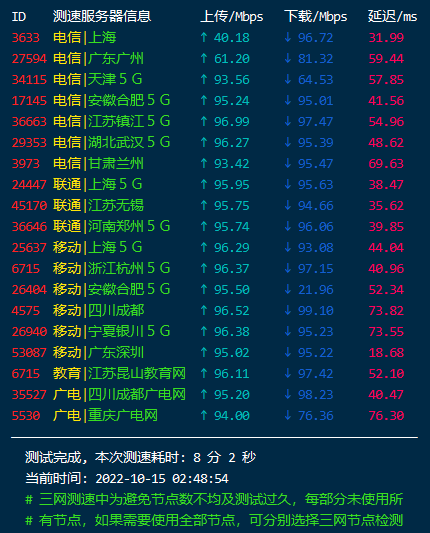 ID 测速服务器信息 上传/Mbps 下载/Mbps 延迟/ms
3633 电信|上海 ↑ 40.18 ↓ 96.72 31.99
27594 电信|广东广州 ↑ 61.20 ↓ 81.32 59.44
34115 电信|天津5G ↑ 93.56 ↓ 64.53 57.85
17145 电信|安徽合肥5G ↑ 95.24 ↓ 95.01 41.56
36663 电信|江苏镇江5G ↑ 96.99 ↓ 97.47 54.96
29353 电信|湖北武汉5G ↑ 96.27 ↓ 95.39 48.62
3973 电信|甘肃兰州 ↑ 93.42 ↓ 95.47 69.63
24447 联通|上海5G ↑ 95.95 ↓ 95.63 38.47
45170 联通|江苏无锡 ↑ 95.75 ↓ 94.66 35.62
36646 联通|河南郑州5G ↑ 95.74 ↓ 96.06 39.85
25637 移动|上海5G ↑ 96.29 ↓ 93.08 44.04
6715 移动|浙江杭州5G ↑ 96.37 ↓ 97.15 40.96
26404 移动|安徽合肥5G ↑ 95.50 ↓ 21.96 52.34
4575 移动|四川成都 ↑ 96.52 ↓ 99.10 73.82
26940 移动|宁夏银川5G ↑ 96.38 ↓ 95.23 73.55
53087 移动|广东深圳 ↑ 95.02 ↓ 95.22 18.68
6715 教育|江苏昆山教育网 ↑ 96.11 ↓ 97.42 52.10
35527 广电|四川成都广电网 ↑ 95.20 ↓ 98.23 40.47
5530 广电|重庆广电网 ↑ 94.00 ↓ 76.36 76.30
测试完成, 本次测速耗时: 8 分 2 秒
当前时间: 2022-10-15 02:48:54
# 三网测速中为避免节点数不均及测试过久，每部分未使用所
# 有节点，如果需要使用全部节点，可分别选择三网节点检测